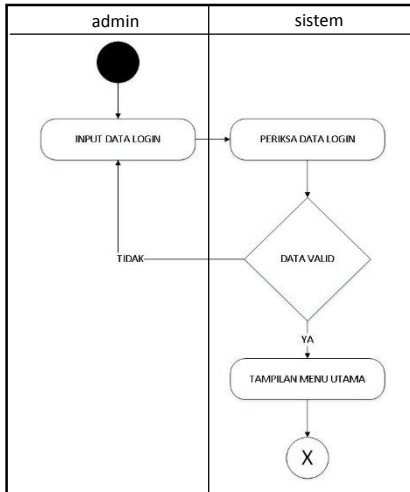 admin
sistem
INPUT DATA LOGIN
PERIKSA DATA LOGIN
DATA VALID
TIDAK
YA
TAMPILAN MENU UTAMA
X